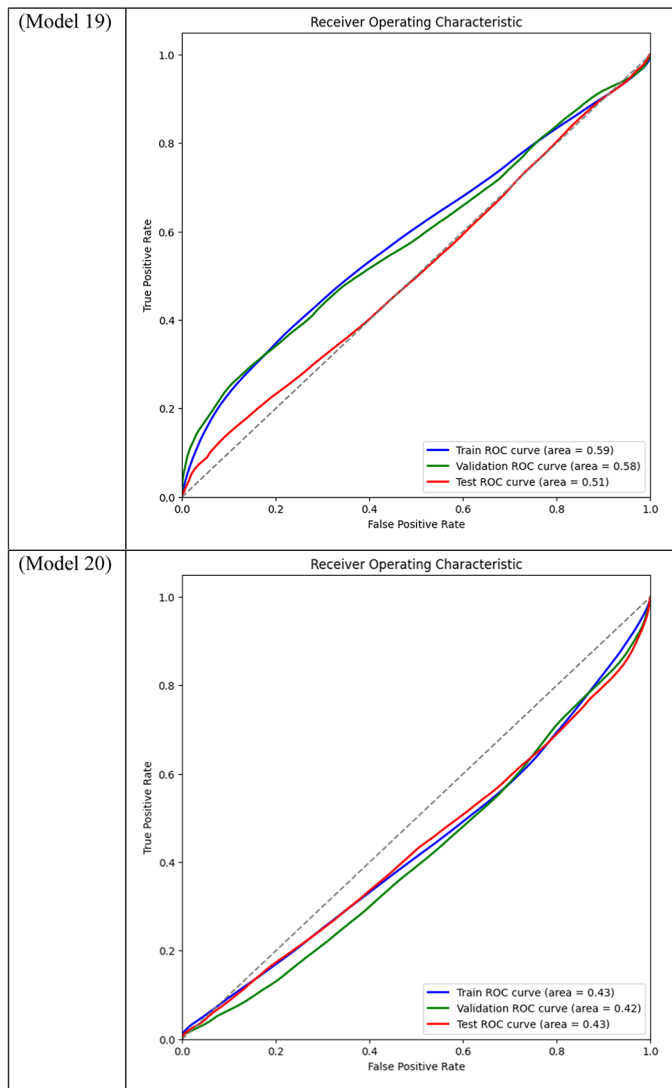 (Model 19)
Receiver Operating Characteristic
1.0
0.8
0.6
0.4
0.2
0.0
True Positive Rate
Train ROC curve (area = 0.59)
Validation ROC curve (area = 0.58)
Test ROC curve (area = 0.51)
0.0 0.2 0.4 0.6 0.8 1.0
False Positive Rate
(Model 20)
Receiver Operating Characteristic
1.0
0.8
0.6
0.4
0.2
0.0
True Positive Rate
Train ROC curve (area = 0.43)
Validation ROC curve (area = 0.42)
Test ROC curve (area = 0.43)
0.0 0.2 0.4 0.6 0.8 1.0
False Positive Rate